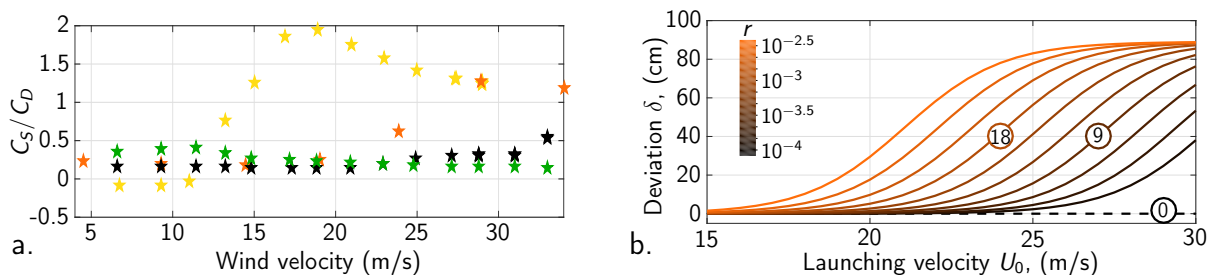 2
1.5
1
0.5
0
-0.5
C_S/C_D
5 10 15 20 25 30
Wind velocity (m/s)
a.
100
80
60
40
20
0
Deviation δ, (cm)
r
10^{-2.5}
10^{-3}
10^{-3.5}
10^{-4}
18
9
0
15 20 25 30
Launching velocity U_0, (m/s)
b.